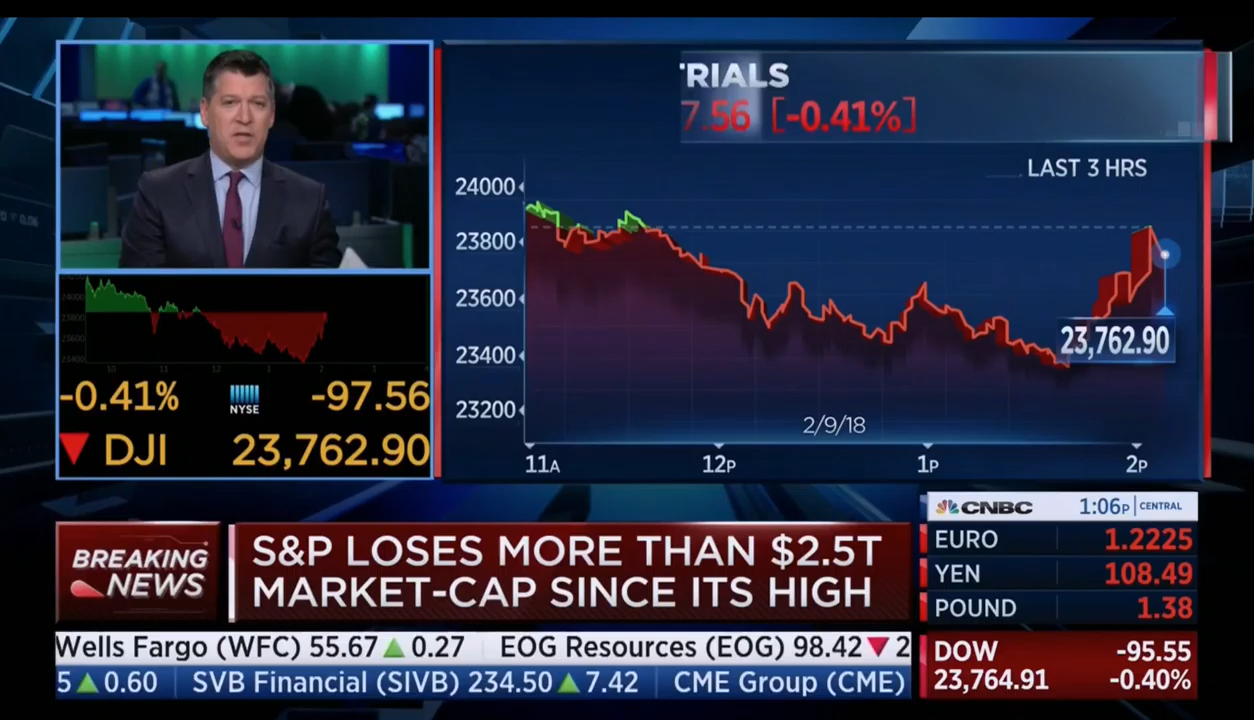 -0.41% NYSE -97.56
▼ DJI 23,762.90
TRIALS
7.56 [-0.41%]
LAST 3 HRS
24000
23800
23600
23400
23200
23,762.90
2/9/18
11A 12P 1P 2P
BREAKING NEWS
S&P LOSES MORE THAN $2.5T
MARKET-CAP SINCE ITS HIGH
CNBC 1:06P CENTRAL
EURO 1.2225
YEN 108.49
POUND 1.38
DOW -95.55
23,764.91 -0.40%
Wells Fargo (WFC) 55.67 ▲ 0.27 EOG Resources (EOG) 98.42 ▼ 2
5 ▲ 0.60 SVB Financial (SIVB) 234.50 ▲ 7.42 CME Group (CME)